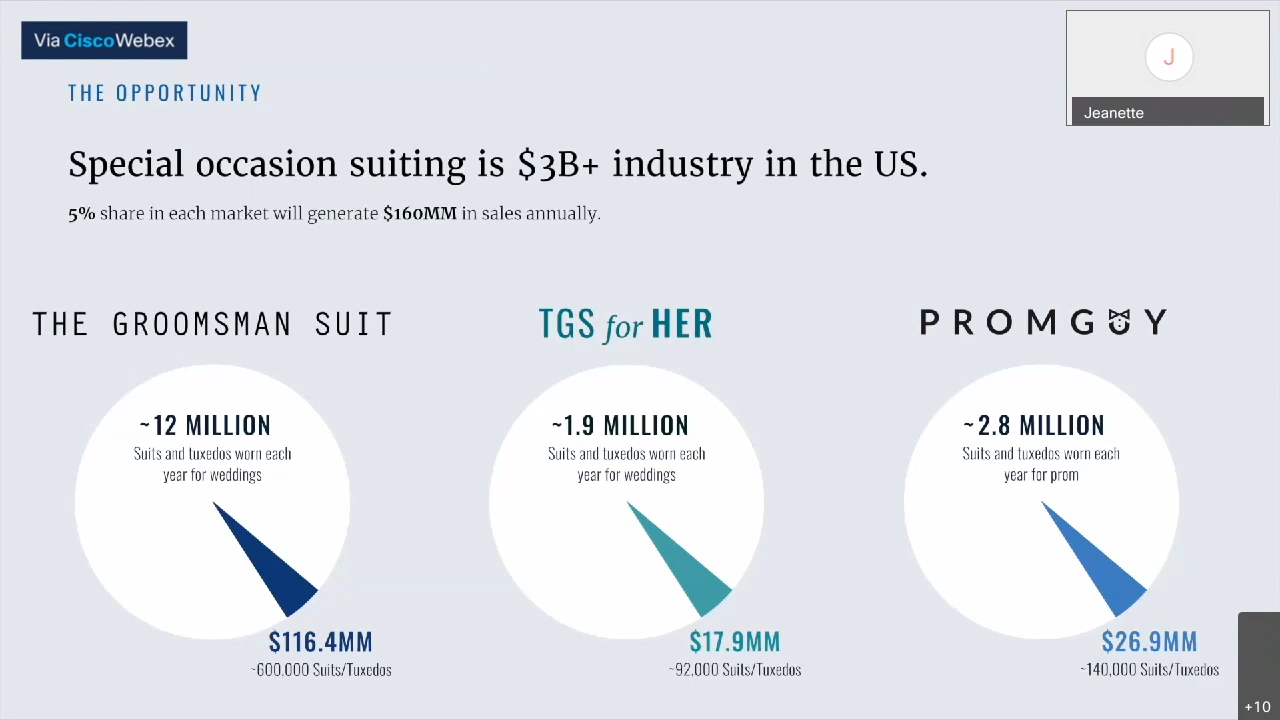 Via CiscoWebex
J
Jeanette
THE OPPORTUNITY
Special occasion suiting is $3B+ industry in the US.
5% share in each market will generate $160MM in sales annually.
THE GROOMSMAN SUIT
~12 MILLION
Suits and tuxedos worn each
year for weddings
$116.4MM
~600,000 Suits/Tuxedos
TGS for HER
~1.9 MILLION
Suits and tuxedos worn each
year for weddings
$17.9MM
~92,000 Suits/Tuxedos
PROMGUY
~2.8 MILLION
Suits and tuxedos worn each
year for prom
$26.9MM
~140,000 Suits/Tuxedos
+10